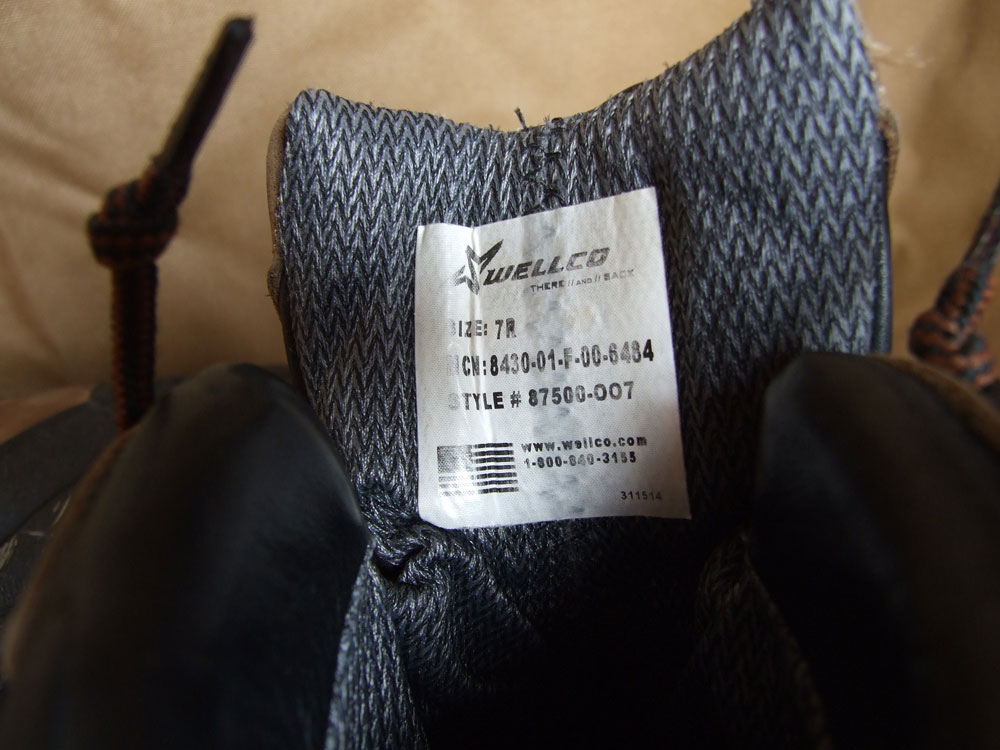 WELLCO
THERE // AND // BACK
SIZE: 7R
MCN: 8430-01-F-00-6484
STYLE # 87500-007
www.wellco.com
1-800-840-3155
311514